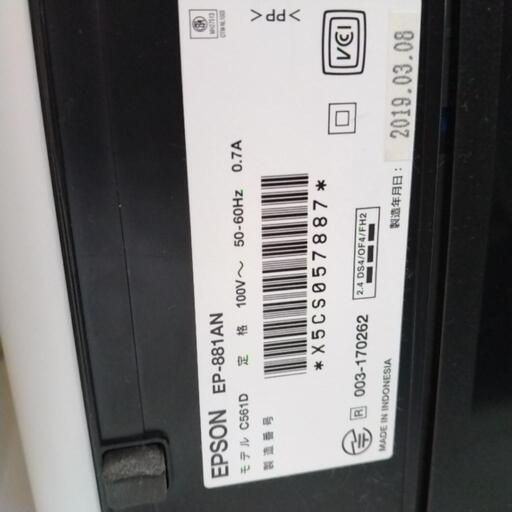 EPSON EP-881AN
モデル C561D
定 格 100V～ 50-60Hz 0.7A
製造番号
*X5CS057887*
R 003-170262
2.4 DS4/OF4/FH2
MADE IN INDONESIA
製造年月日：
2019.03.08
>PP<
VCCI